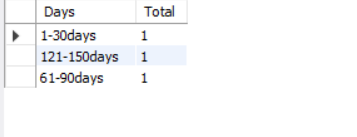 Days Total
1-30days 1
121-150days 1
61-90days 1